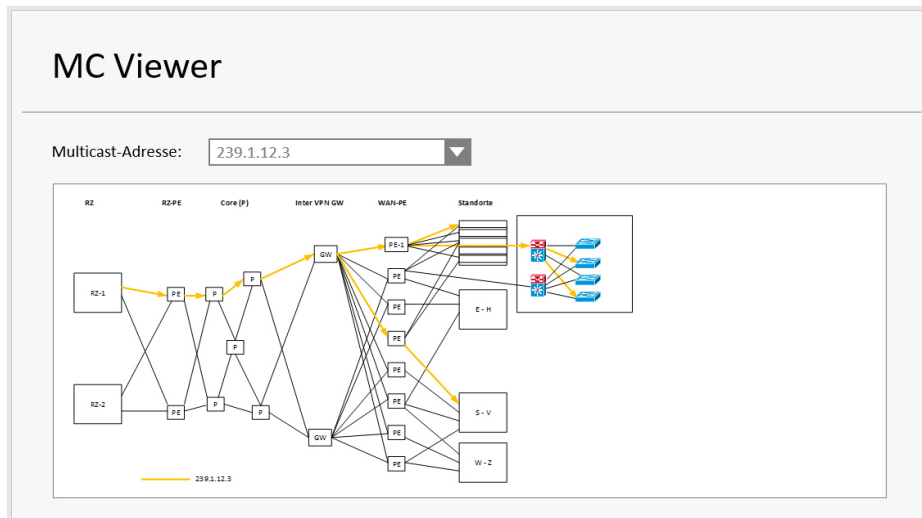 MC Viewer
Multicast-Adresse: 239.1.12.3
RZ RZ-PE Core (P) Inter VPN GW WAN-PE Standorte
PE-1
GW
P
PE
RZ-1
PE
P
PE
E - H
PE
P
PE
RZ-2
P
PE
PE
P
S - V
GW
PE
PE
W - Z
239.1.12.3